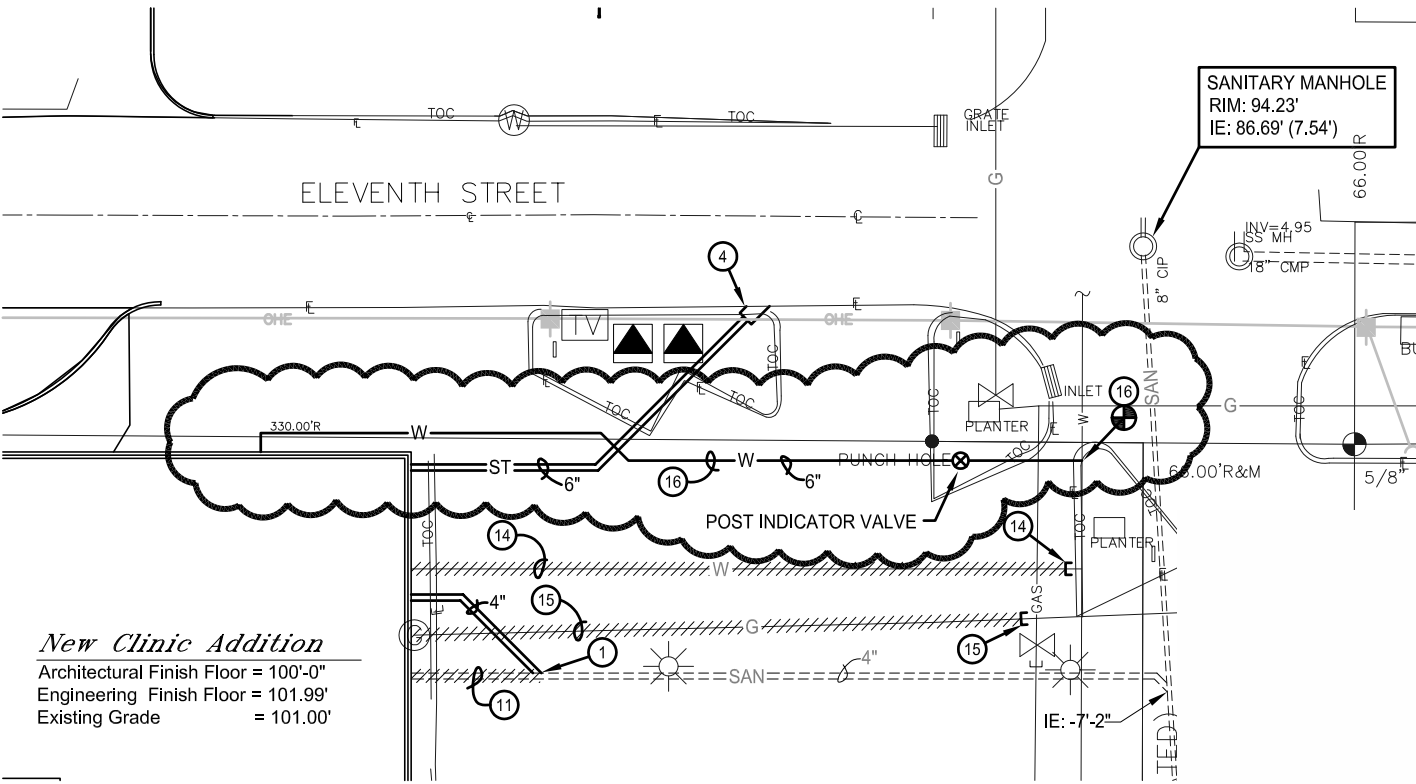 SANITARY MANHOLE
RIM: 94.23'
IE: 86.69' (7.54')
TOC
W
TOC
GRATE
INLET
G
66.00'R
ELEVENTH STREET
INV=4.95
SS MH
18" CMP
8" CIP
4
OHE
TV
OHE
BU
TOC
TOC
TOC
TOC
INLET
16
SAN
G
TOC
PLANTER
W
330.00'R
W
ST
6"
16
W
6"
PUNCH HOLE
TOC
66.00'R&M
5/8"
POST INDICATOR VALVE
TOC
14
14
TOC
PLANTER
TOC
W
4"
15
G
GAS
15
1
SAN
4"
11
IE: -7'-2"
New Clinic Addition
Architectural Finish Floor = 100'-0"
Engineering Finish Floor = 101.99'
Existing Grade = 101.00'